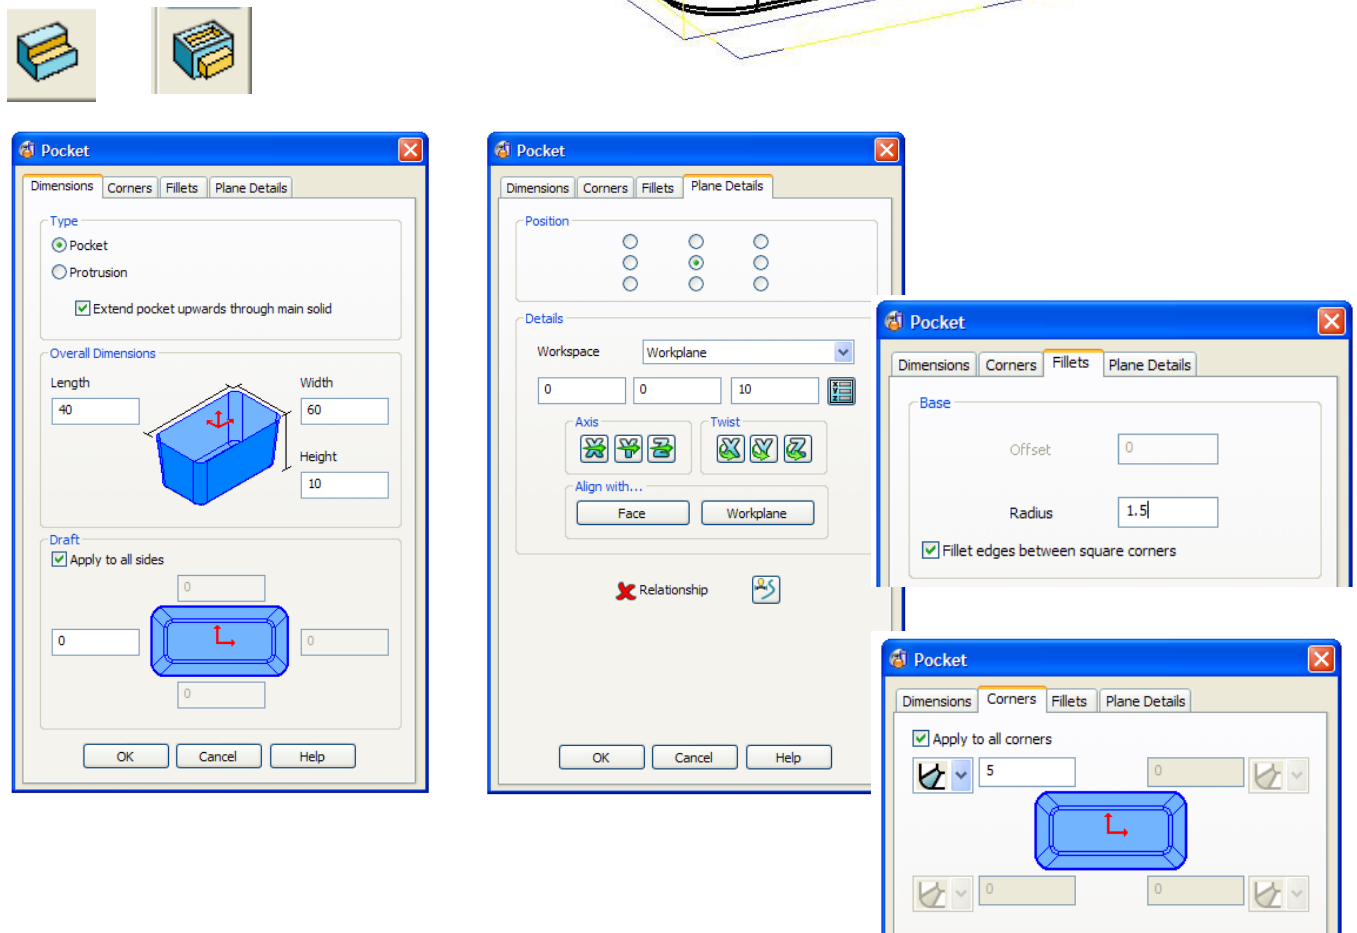 Pocket
Dimensions Corners Fillets Plane Details
Type
Pocket
Protrusion
Extend pocket upwards through main solid
Overall Dimensions
Length
Width
40
60
Height
10
Draft
Apply to all sides
0
0
0
0
OK Cancel Help
Pocket
Dimensions Corners Fillets Plane Details
Position
Details
Workspace Workplane
0 0 10
Axis Twist
X Y Z X Y Z
Align with...
Face Workplane
Relationship
OK Cancel Help
Pocket
Dimensions Corners Fillets Plane Details
Base
Offset 0
Radius 1.5
Fillet edges between square corners
Pocket
Dimensions Corners Fillets Plane Details
Apply to all corners
5 0
0 0